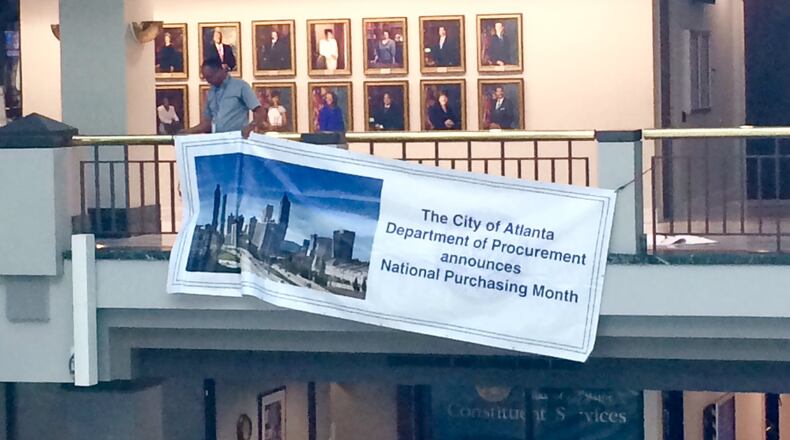 The City of Atlanta
Department of Procurement
announces
National Purchasing Month
Constituent Services